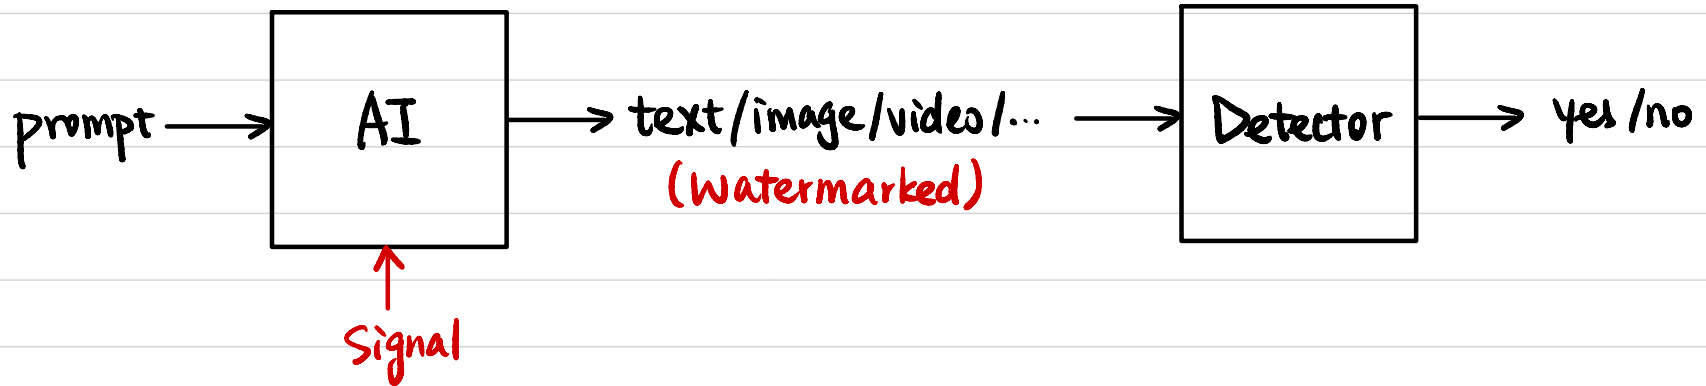 prompt → AI → text/image/video/... → Detector → yes/no
(Watermarked)
Signal